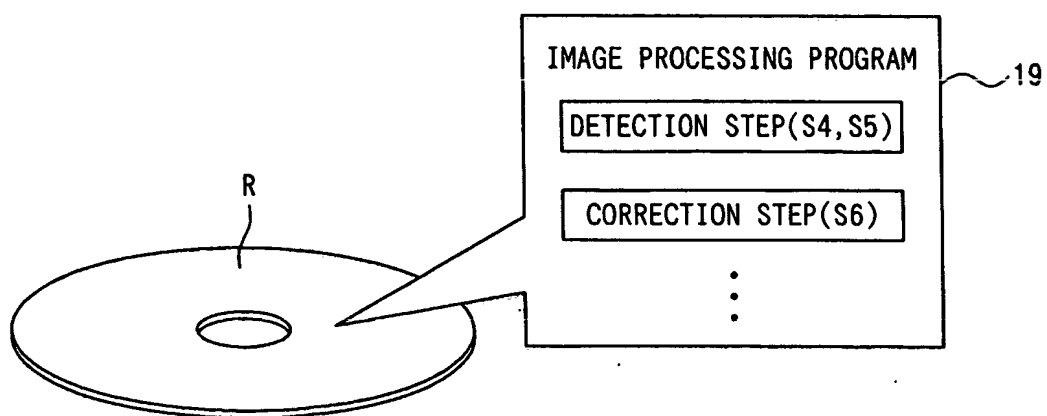 IMAGE PROCESSING PROGRAM
19
DETECTION STEP(S4,S5)
R
CORRECTION STEP(S6)